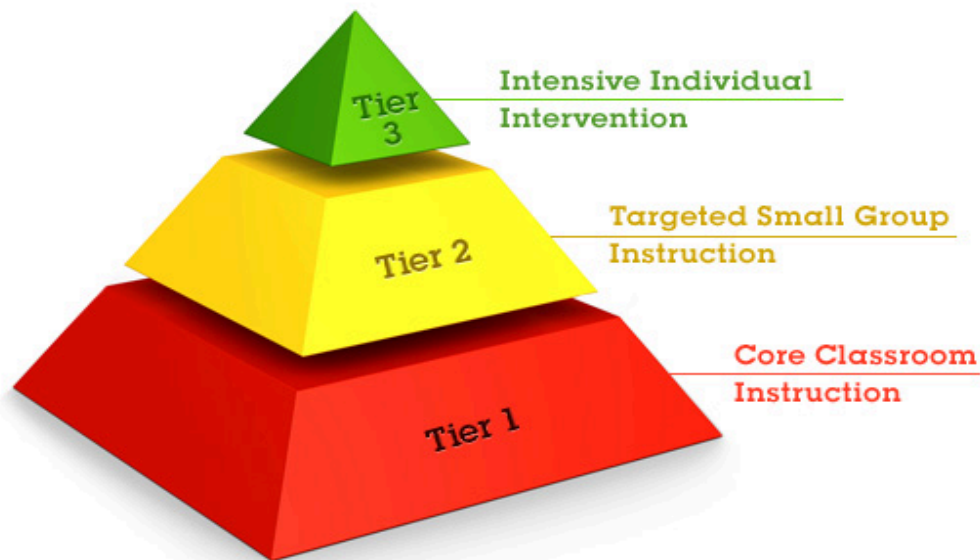 Tier
3
Intensive Individual
Intervention
Tier 2
Targeted Small Group
Instruction
Tier 1
Core Classroom
Instruction